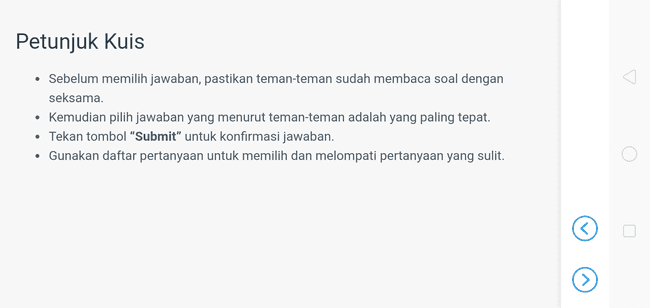 Petunjuk Kuis
• Sebelum memilih jawaban, pastikan teman-teman sudah membaca soal dengan
seksama.
• Kemudian pilih jawaban yang menurut teman-teman adalah yang paling tepat.
• Tekan tombol “Submit” untuk konfirmasi jawaban.
• Gunakan daftar pertanyaan untuk memilih dan melompati pertanyaan yang sulit.